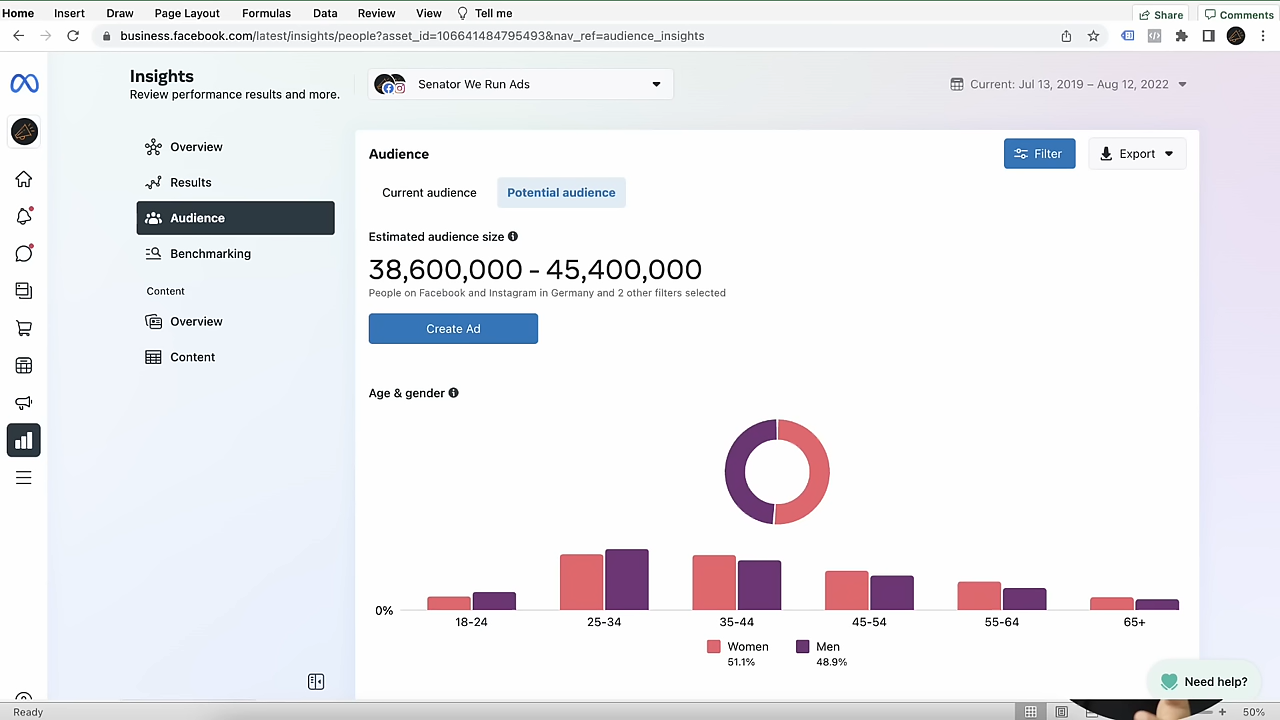 Home Insert Draw Page Layout Formulas Data Review View Tell me Share Comments
business.facebook.com/latest/insights/people?asset_id=106641484795493&nav_ref=audience_insights
Insights
Review performance results and more.
Senator We Run Ads
Current: Jul 13, 2019 – Aug 12, 2022
Overview
Results
Audience
Benchmarking
Content
Overview
Content
Audience
Filter
Export
Current audience
Potential audience
Estimated audience size
38,600,000 - 45,400,000
People on Facebook and Instagram in Germany and 2 other filters selected
Create Ad
Age & gender
0%
18-24 25-34 35-44 45-54 55-64 65+
Women Men
51.1% 48.9%
Need help?
Ready
50%